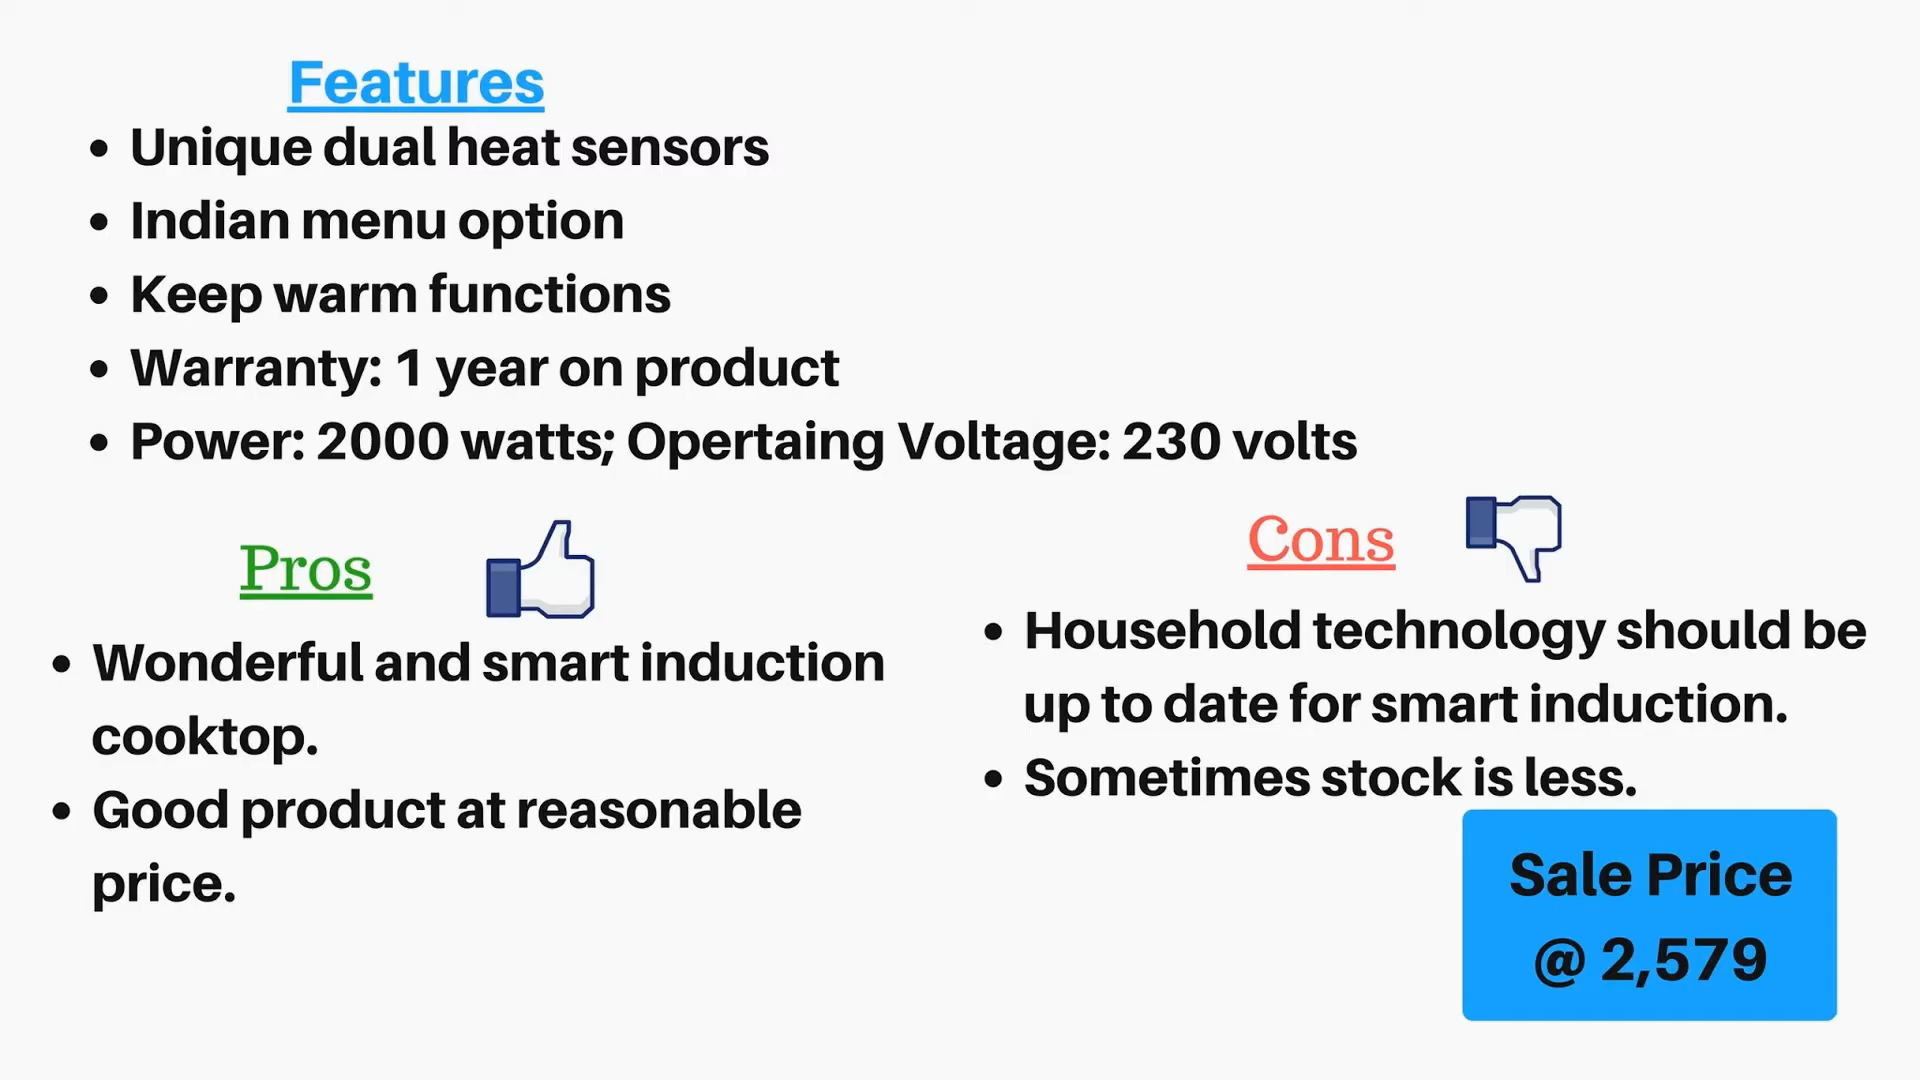 Features
• Unique dual heat sensors
• Indian menu option
• Keep warm functions
• Warranty: 1 year on product
• Power: 2000 watts; Opertaing Voltage: 230 volts
Pros
• Wonderful and smart induction
cooktop.
• Good product at reasonable
price.
Cons
• Household technology should be
up to date for smart induction.
• Sometimes stock is less.
Sale Price
@ 2,579